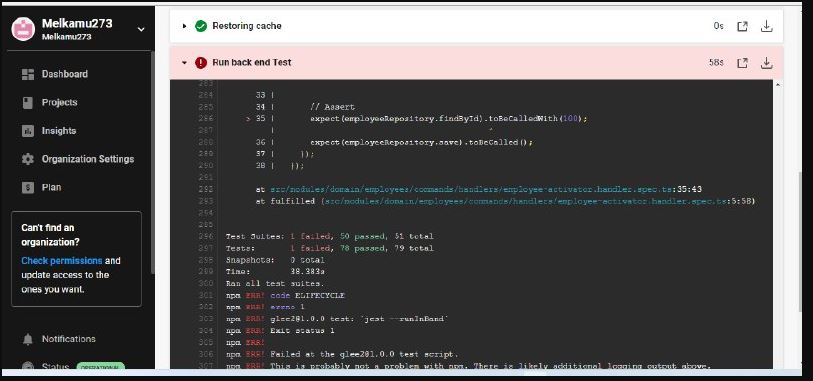 Melkamu273
Melkamu273
Dashboard
Projects
Insights
Organization Settings
Plan
Can't find an
organization?
Check permissions and
update access to the
ones you want.
Notifications
Status OPERATIONAL
Restoring cache 0s
Run back end Test 58s
283
284 33 |
285 34 | // Assert
286 > 35 | expect(employeeRepository.findById).toBeCalledWith(100);
287 | ^
288 36 | expect(employeeRepository.save).toBeCalled();
289 37 | });
290 38 | });
291
292 at src/modules/domain/employees/commands/handlers/employee-activator.handler.spec.ts:35:43
293 at fulfilled (src/modules/domain/employees/commands/handlers/employee-activator.handler.spec.ts:5:58)
294
295
296 Test Suites: 1 failed, 50 passed, 51 total
297 Tests: 1 failed, 78 passed, 79 total
298 Snapshots: 0 total
299 Time: 38.383s
300 Ran all test suites.
301 npm ERR! code ELIFECYCLE
302 npm ERR! errno 1
303 npm ERR! glee2@1.0.0 test: `jest --runInBand`
304 npm ERR! Exit status 1
305 npm ERR!
306 npm ERR! Failed at the glee2@1.0.0 test script.
307 npm ERR! This is probably not a problem with npm. There is likely additional logging output above.